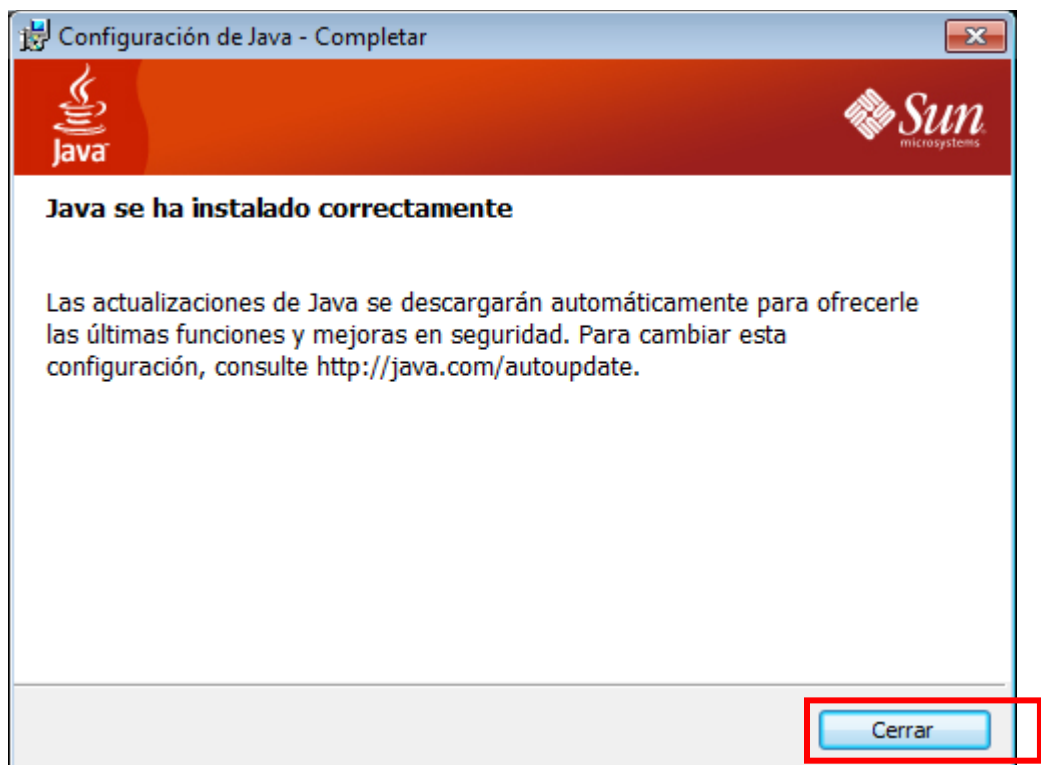 Configuración de Java - Completar
Java
Sun
microsystems
Java se ha instalado correctamente
Las actualizaciones de Java se descargarán automáticamente para ofrecerle
las últimas funciones y mejoras en seguridad. Para cambiar esta
configuración, consulte http://java.com/autoupdate.
Cerrar